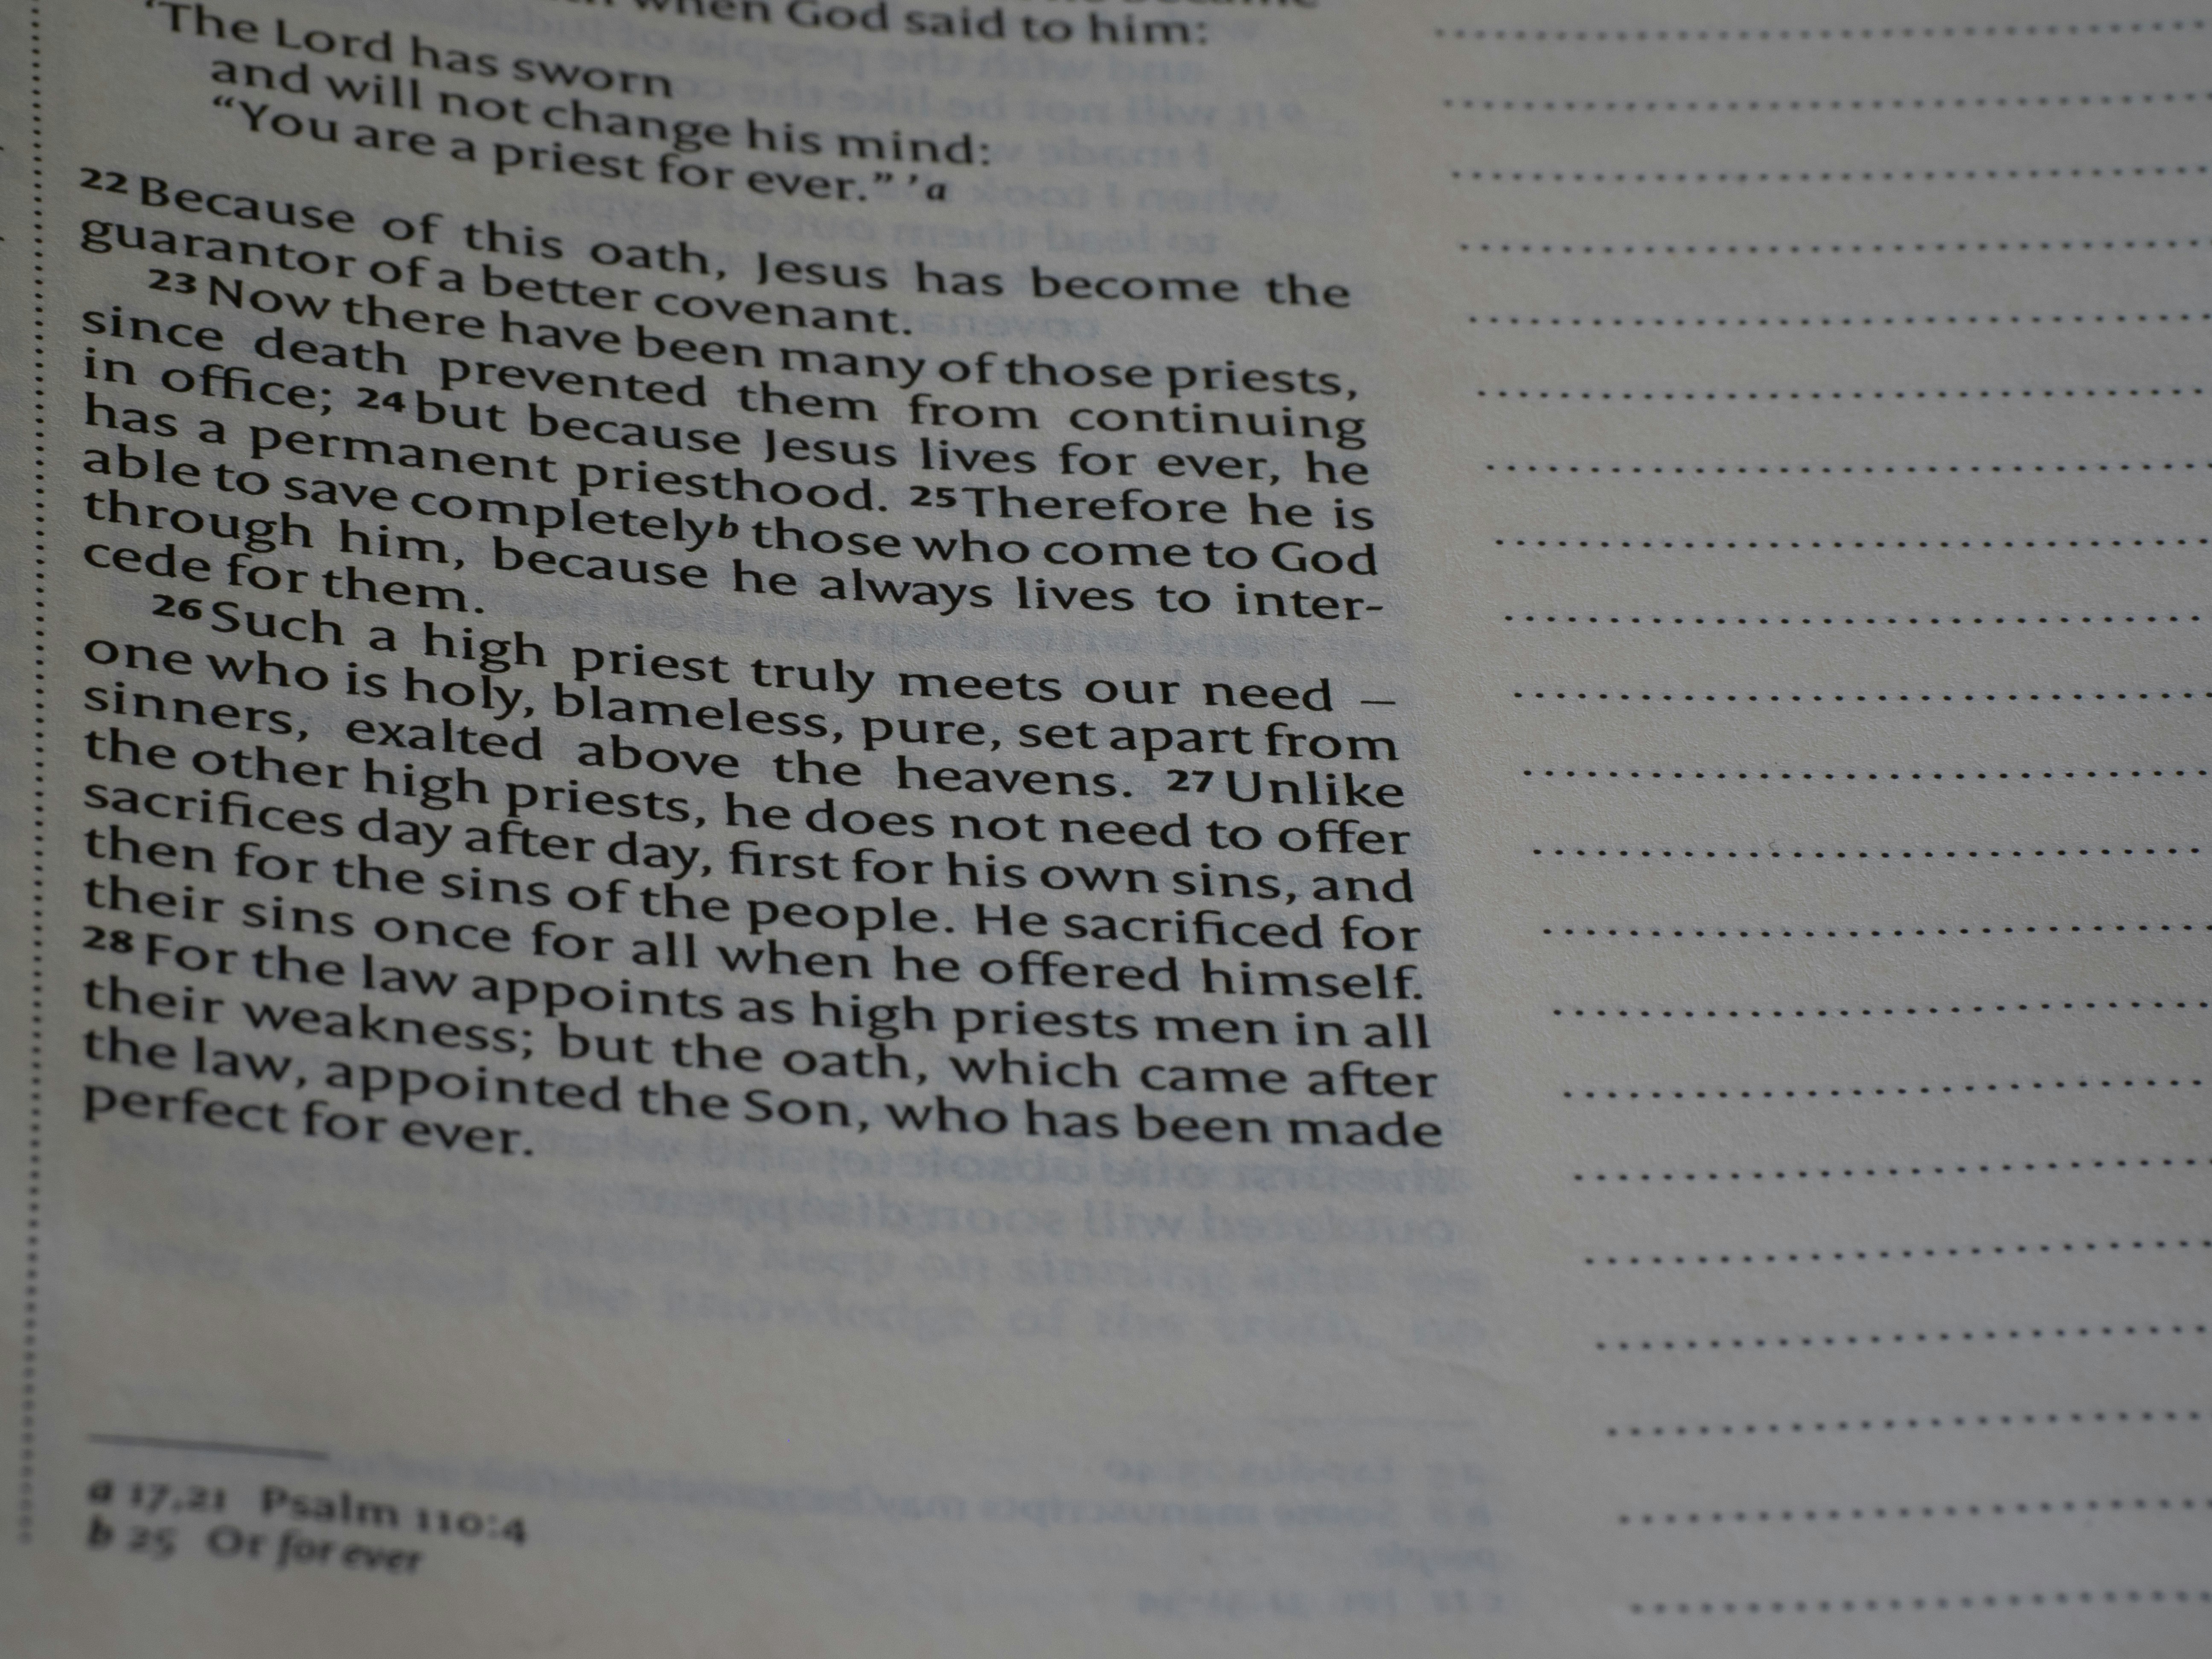 when God said to him:
‘The Lord has sworn
and will not change his mind:
“You are a priest for ever.” ’a
22 Because of this oath, Jesus has become the
guarantor of a better covenant.
23 Now there have been many of those priests,
since death prevented them from continuing
in office; 24 but because Jesus lives for ever, he
has a permanent priesthood. 25 Therefore he is
able to save completelyb those who come to God
through him, because he always lives to inter-
cede for them.
26 Such a high priest truly meets our need –
one who is holy, blameless, pure, set apart from
sinners, exalted above the heavens. 27 Unlike
the other high priests, he does not need to offer
sacrifices day after day, first for his own sins, and
then for the sins of the people. He sacrificed for
their sins once for all when he offered himself.
28 For the law appoints as high priests men in all
their weakness; but the oath, which came after
the law, appointed the Son, who has been made
perfect for ever.
a 17,21 Psalm 110:4
b 25 Or for ever